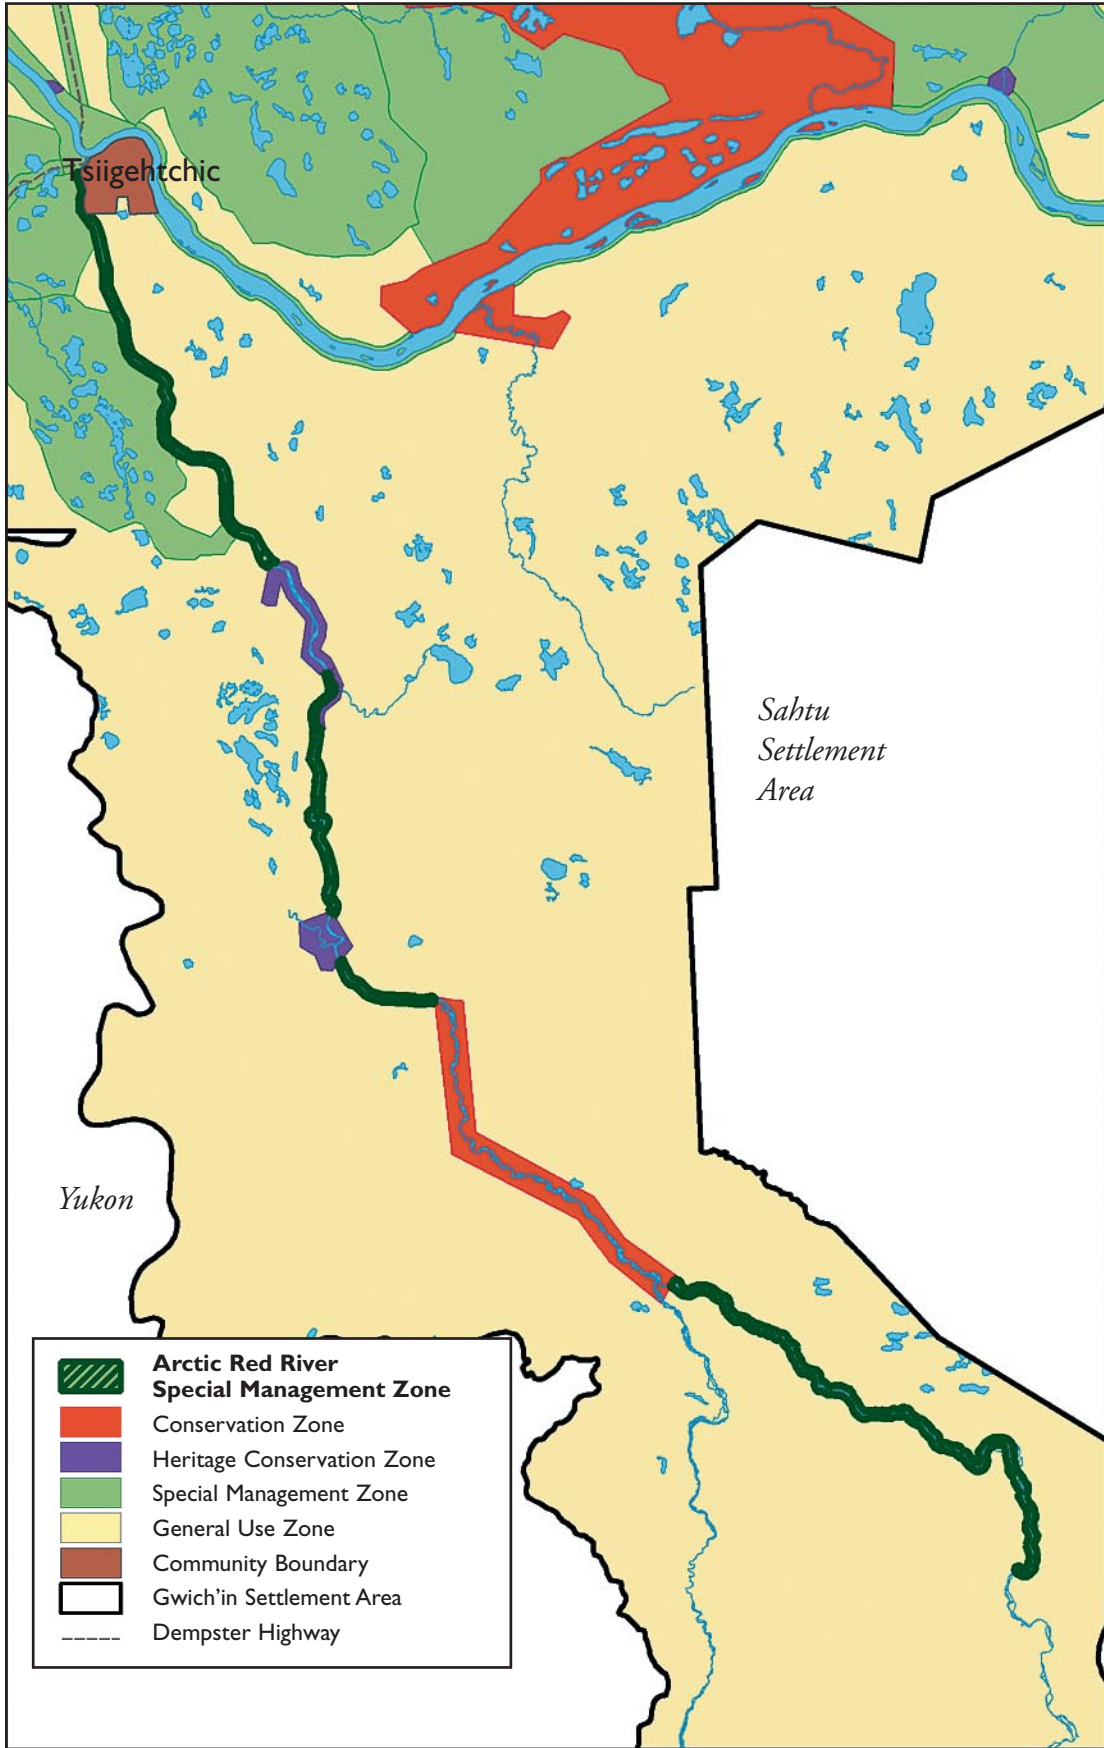 Tsiigehtchic
Sahtu
Settlement
Area
Yukon
Arctic Red River
Special Management Zone
Conservation Zone
Heritage Conservation Zone
Special Management Zone
General Use Zone
Community Boundary
Gwich'in Settlement Area
Dempster Highway